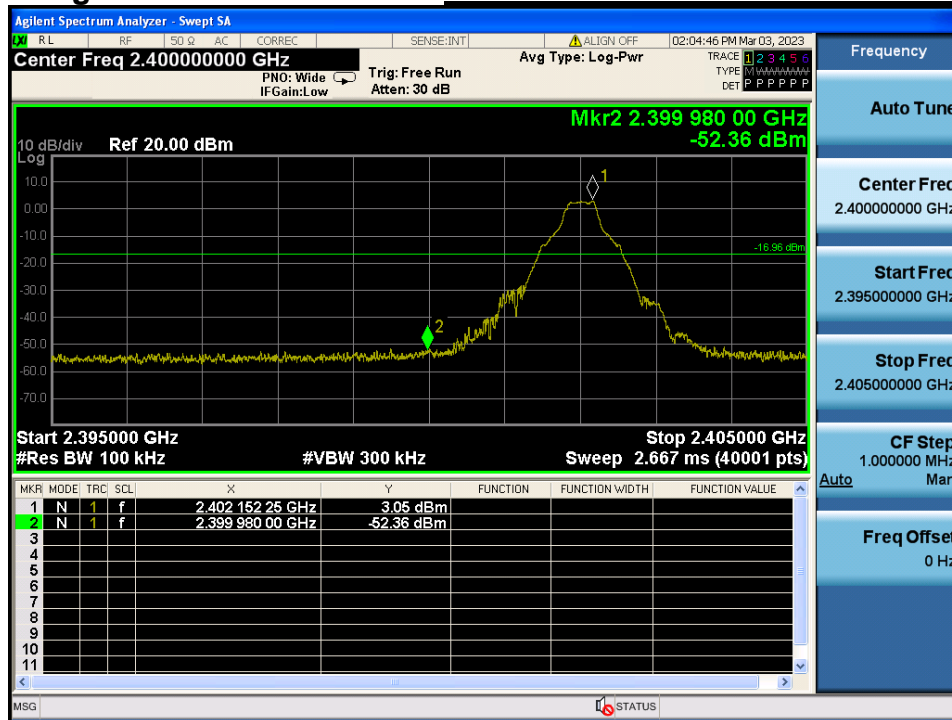 Agilent Spectrum Analyzer - Swept SA
LXI RL RF 50 Ω AC CORREC SENSE:INT ALIGN OFF 02:04:46 PM Mar 03, 2023
Center Freq 2.400000000 GHz
PNO: Wide
IFGain:Low
Trig: Free Run
Atten: 30 dB
Avg Type: Log-Pwr
TRACE 1 2 3 4 5 6
TYPE M
DET P P P P P P
Mkr2 2.399 980 00 GHz
-52.36 dBm
10 dB/div Ref 20.00 dBm
Log
10.0
0.00
-10.0
-20.0
-30.0
-40.0
-50.0
-60.0
-70.0
1
-16.96 dBm
2
Start 2.395000 GHz Stop 2.405000 GHz
#Res BW 100 kHz #VBW 300 kHz Sweep 2.667 ms (40001 pts)
MKR MODE TRC SCL X Y FUNCTION FUNCTION WIDTH FUNCTION VALUE
1 N 1 f 2.402 152 25 GHz 3.05 dBm
2 N 1 f 2.399 980 00 GHz -52.36 dBm
3
4
5
6
7
8
9
10
11
MSG STATUS
Frequency
Auto Tune
Center Freq
2.400000000 GHz
Start Freq
2.395000000 GHz
Stop Freq
2.405000000 GHz
CF Step
1.000000 MHz
Auto Man
Freq Offset
0 Hz